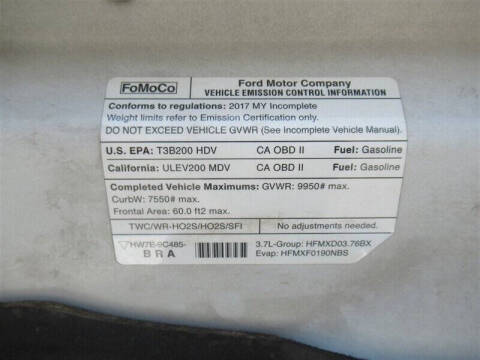 FoMoCo
Ford Motor Company
VEHICLE EMISSION CONTROL INFORMATION
Conforms to regulations: 2017 MY Incomplete
Weight limits refer to Emission Certification only.
DO NOT EXCEED VEHICLE GVWR (See Incomplete Vehicle Manual).
U.S. EPA: T3B200 HDV CA OBD II Fuel: Gasoline
California: ULEV200 MDV CA OBD II Fuel: Gasoline
Completed Vehicle Maximums: GVWR: 9950# max.
CurbW: 7550# max.
Frontal Area: 60.0 ft2 max.
TWC/WR-HO2S/HO2S/SFI No adjustments needed.
HW7E-9C485-
BRA
3.7L-Group: HFMXD03.76BX
Evap: HFMXF0190NBS